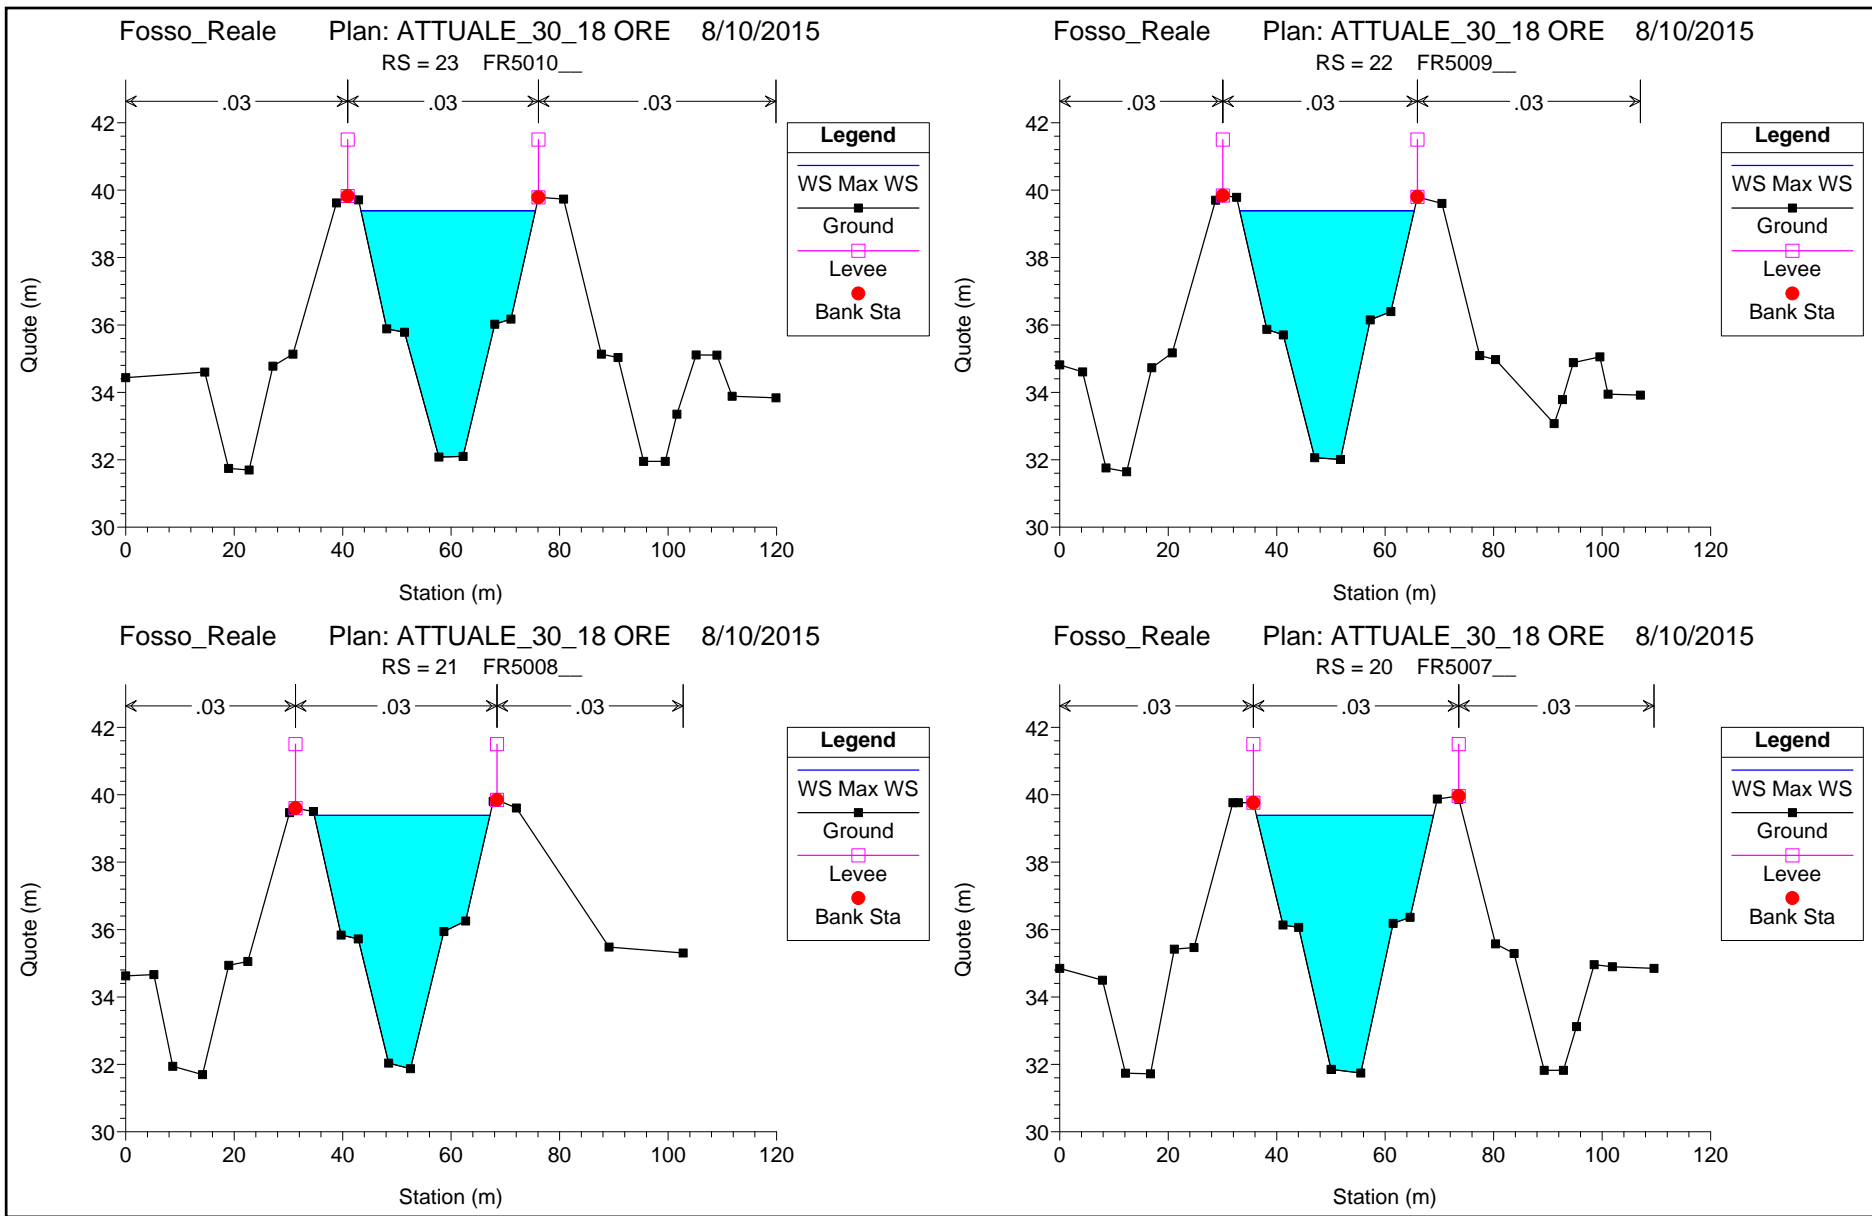 Fosso_Reale Plan: ATTUALE_30_18 ORE 8/10/2015
RS = 23 FR5010__
.03 .03 .03
42
40
38
36
34
32
30
Quote (m)
0 20 40 60 80 100 120
Station (m)
Legend
WS Max WS
Ground
Levee
Bank Sta
Fosso_Reale Plan: ATTUALE_30_18 ORE 8/10/2015
RS = 22 FR5009__
.03 .03 .03
42
40
38
36
34
32
30
Quote (m)
0 20 40 60 80 100 120
Station (m)
Legend
WS Max WS
Ground
Levee
Bank Sta
Fosso_Reale Plan: ATTUALE_30_18 ORE 8/10/2015
RS = 21 FR5008__
.03 .03 .03
42
40
38
36
34
32
30
Quote (m)
0 20 40 60 80 100 120
Station (m)
Legend
WS Max WS
Ground
Levee
Bank Sta
Fosso_Reale Plan: ATTUALE_30_18 ORE 8/10/2015
RS = 20 FR5007__
.03 .03 .03
42
40
38
36
34
32
30
Quote (m)
0 20 40 60 80 100 120
Station (m)
Legend
WS Max WS
Ground
Levee
Bank Sta